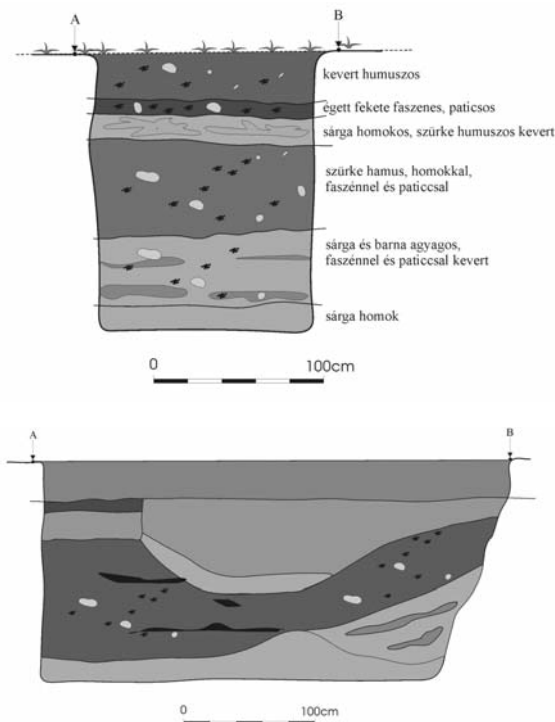 A
B
kevert humuszos
égett fekete faszenes, paticsos
sárga homokos, szürke humuszos kevert
szürke hamus, homokkal,
faszénnel és paticcsal
sárga és barna agyagos,
faszénnel és paticcsal kevert
sárga homok
0
100cm
A
B
0
100cm